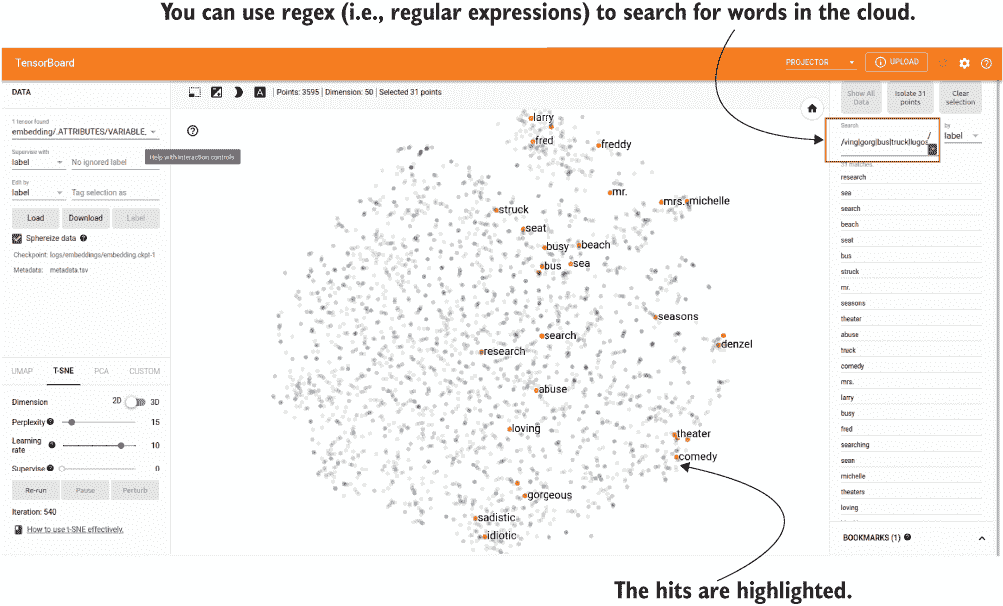 You can use regex (i.e., regular expressions) to search for words in the cloud.
TensorBoard
PROJECTOR
UPLOAD
DATA
Points: 3595 | Dimension: 50 | Selected 31 points
Show All Data
Isolate 31 points
Clear selection
1 tensor found
embedding/.ATTRIBUTES/VARIABLE_
Supervise with
label
No ignored label
Help with interaction controls
Edit by
label
Tag selection as
Load
Download
Label
Sphereize data
Checkpoint: logs/embeddings/embedding.ckpt-1
Metadata: metadata.tsv
UMAP
T-SNE
PCA
CUSTOM
Dimension
2D
3D
Perplexity
15
Learning rate
10
Supervise
0
Re-run
Pause
Perturb
Iteration: 540
How to use t-SNE effectively.
larry
fred
freddy
mr.
mrs.
michelle
struck
seat
busy
beach
bus
sea
seasons
search
denzel
research
abuse
loving
theater
comedy
gorgeous
sadistic
idiotic
Search
/ving|gorg|bus|truck|lugos
/
by
label
31 matches.
research
sea
search
beach
seat
bus
struck
mr.
seasons
theater
abuse
truck
comedy
mrs.
larry
busy
fred
searching
sean
michelle
theaters
loving
BOOKMARKS (1)
The hits are highlighted.